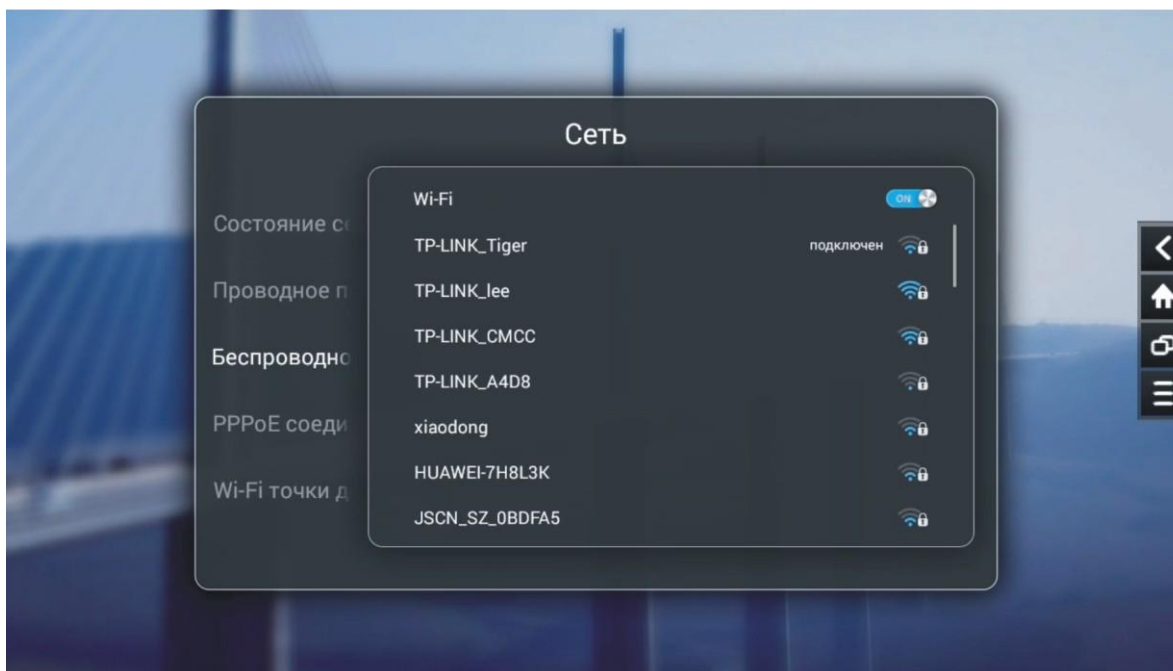 Сеть
Wi-Fi
ON
Состояние се
TP-LINK_Tiger подключен
Проводное п
TP-LINK_lee
TP-LINK_CMCC
Беспроводно
TP-LINK_A4D8
PPPoE соеди
xiaodong
HUAWEI-7H8L3K
Wi-Fi точки д
JSCN_SZ_0BDFA5